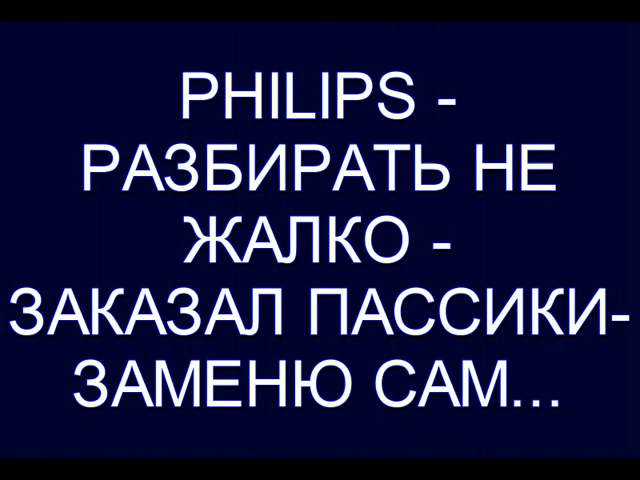 PHILIPS -
РАЗБИРАТЬ НЕ
ЖАЛКО -
ЗАКАЗАЛ ПАССИКИ-
ЗАМЕНЮ САМ...